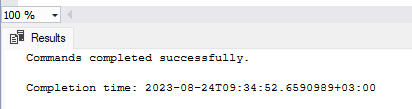 100 %
Results
Commands completed successfully.
Completion time: 2023-08-24T09:34:52.6590989+03:00